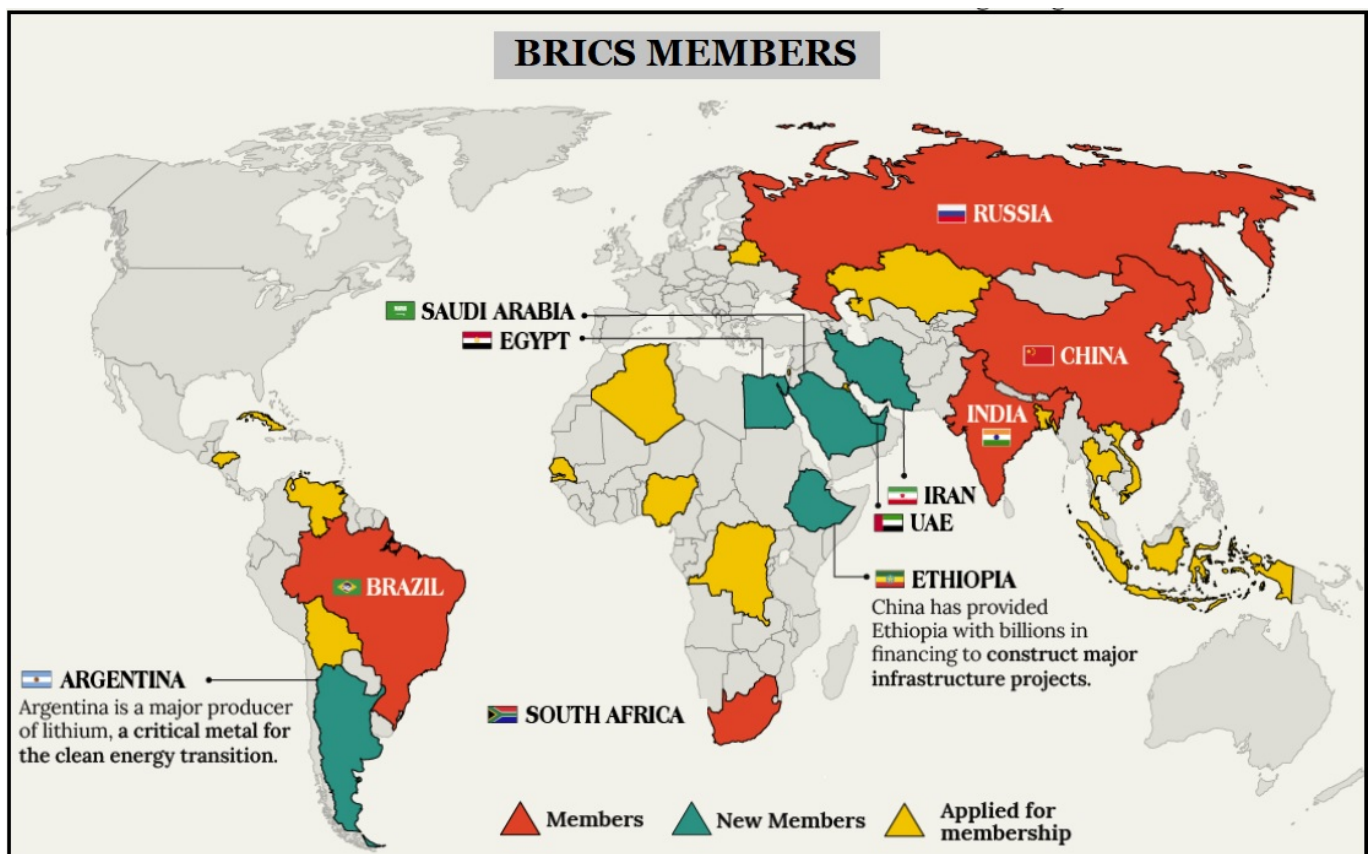 BRICS MEMBERS
RUSSIA
SAUDI ARABIA
EGYPT
CHINA
INDIA
IRAN
UAE
BRAZIL
ETHIOPIA
China has provided
Ethiopia with billions in
financing to construct major
infrastructure projects.
ARGENTINA
Argentina is a major producer
of lithium, a critical metal for
the clean energy transition.
SOUTH AFRICA
Members
New Members
Applied for
membership